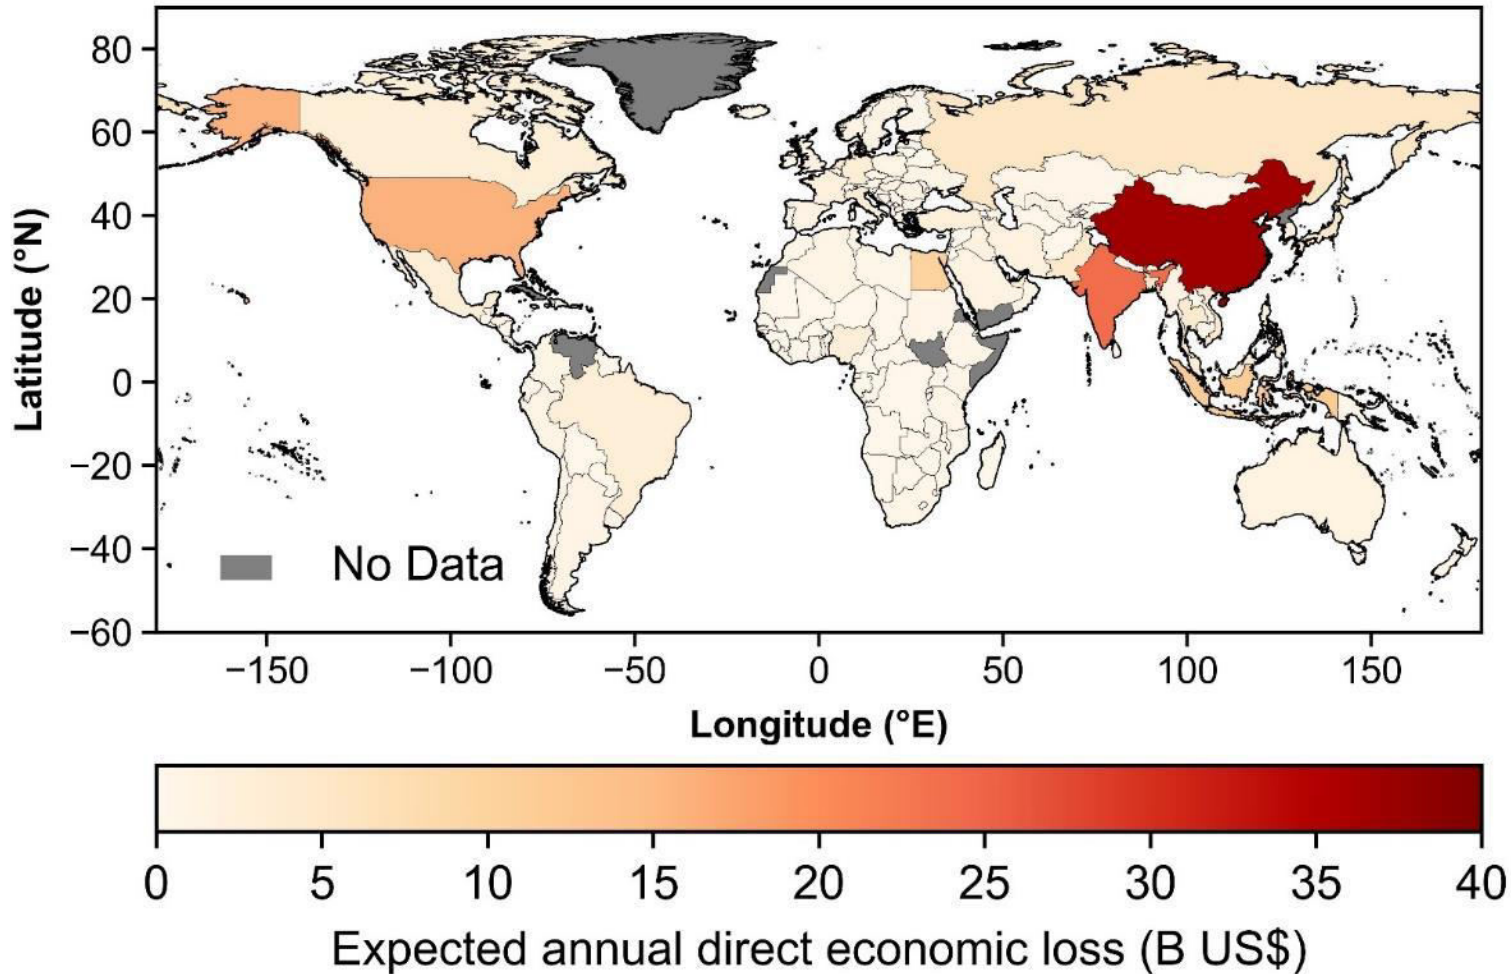 80
60
40
20
0
−20
−40
−60
Latitude (°N)
No Data
−150 −100 −50 0 50 100 150
Longitude (°E)
0 5 10 15 20 25 30 35 40
Expected annual direct economic loss (B US$)